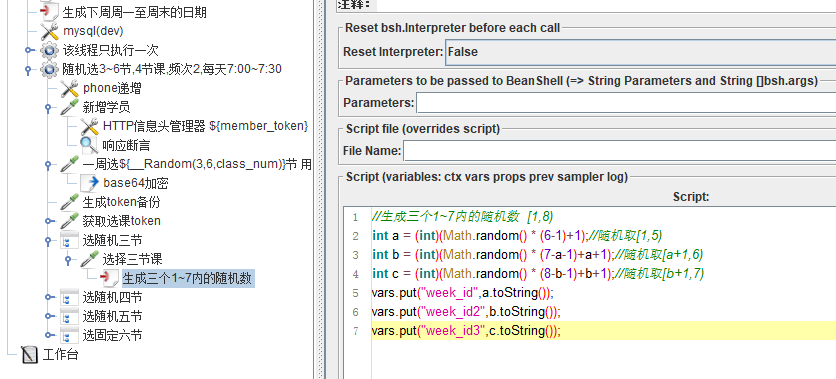 生成下周周一至周末的日期
mysql(dev)
该线程只执行一次
随机选3~6节,4节课,频次2,每天7:00~7:30
phone递增
新增学员
HTTP信息头管理器 ${member_token}
响应断言
一周选${__Random(3,6,class_num)}节 用
base64加密
生成token备份
获取选课token
选随机三节
选择三节课
生成三个1~7内的随机数
选随机四节
选随机五节
选固定六节
工作台
注释:
Reset bsh.Interpreter before each call
Reset Interpreter: False
Parameters to be passed to BeanShell (=> String Parameters and String []bsh.args)
Parameters:
Script file (overrides script)
File Name:
Script (variables: ctx vars props prev sampler log)
Script:
1 //生成三个1~7内的随机数 [1,8)
2 int a = (int)(Math.random() * (6-1)+1);//随机取[1,5)
3 int b = (int)(Math.random() * (7-a-1)+a+1);//随机取[a+1,6)
4 int c = (int)(Math.random() * (8-b-1)+b+1);//随机取[b+1,7)
5 vars.put("week_id",a.toString());
6 vars.put("week_id2",b.toString());
7 vars.put("week_id3",c.toString());